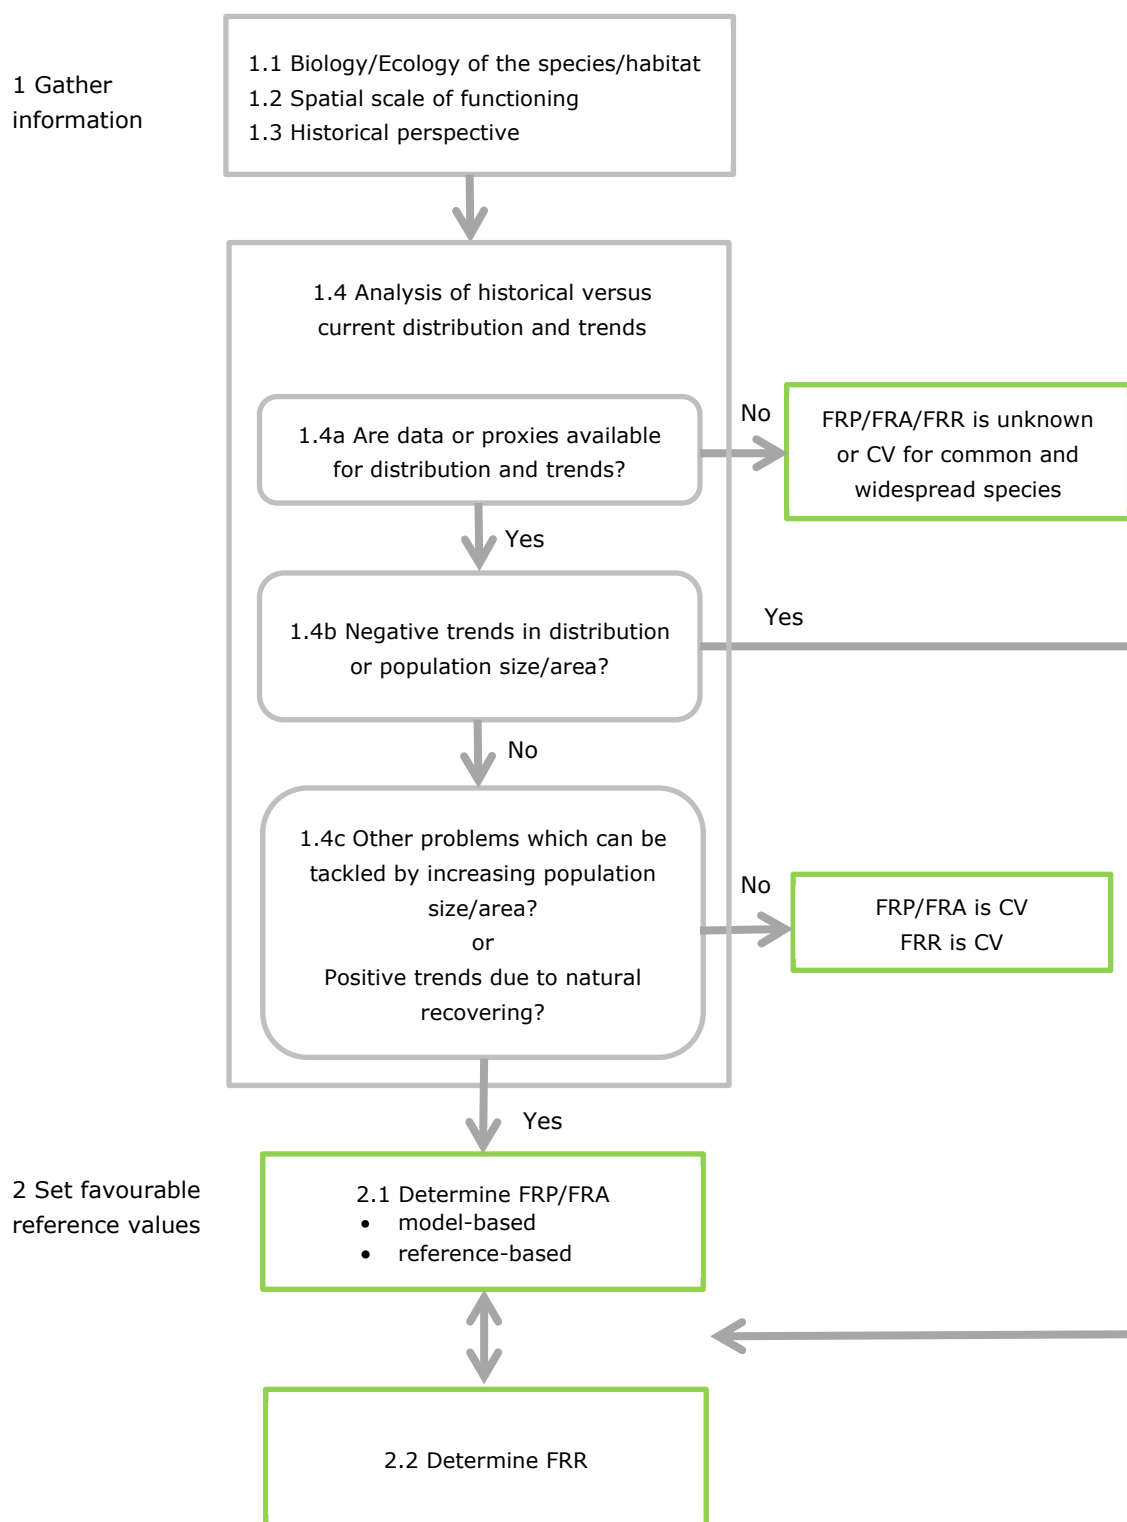 1 Gather
information
1.1 Biology/Ecology of the species/habitat
1.2 Spatial scale of functioning
1.3 Historical perspective
1.4 Analysis of historical versus
current distribution and trends
1.4a Are data or proxies available
for distribution and trends?
No
FRP/FRA/FRR is unknown
or CV for common and
widespread species
Yes
1.4b Negative trends in distribution
or population size/area?
Yes
No
1.4c Other problems which can be
tackled by increasing population
size/area?
or
Positive trends due to natural
recovering?
No
FRP/FRA is CV
FRR is CV
Yes
2 Set favourable
reference values
2.1 Determine FRP/FRA
• model-based
• reference-based
2.2 Determine FRR